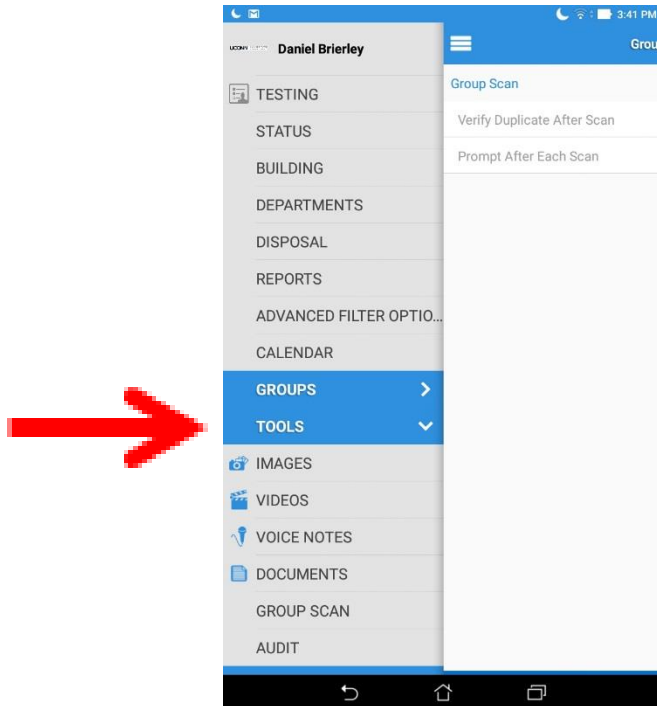 3:41 PM
UCONN
Daniel Brierley
Grou
TESTING
Group Scan
STATUS
Verify Duplicate After Scan
BUILDING
Prompt After Each Scan
DEPARTMENTS
DISPOSAL
REPORTS
ADVANCED FILTER OPTIO...
CALENDAR
GROUPS
TOOLS
IMAGES
VIDEOS
VOICE NOTES
DOCUMENTS
GROUP SCAN
AUDIT